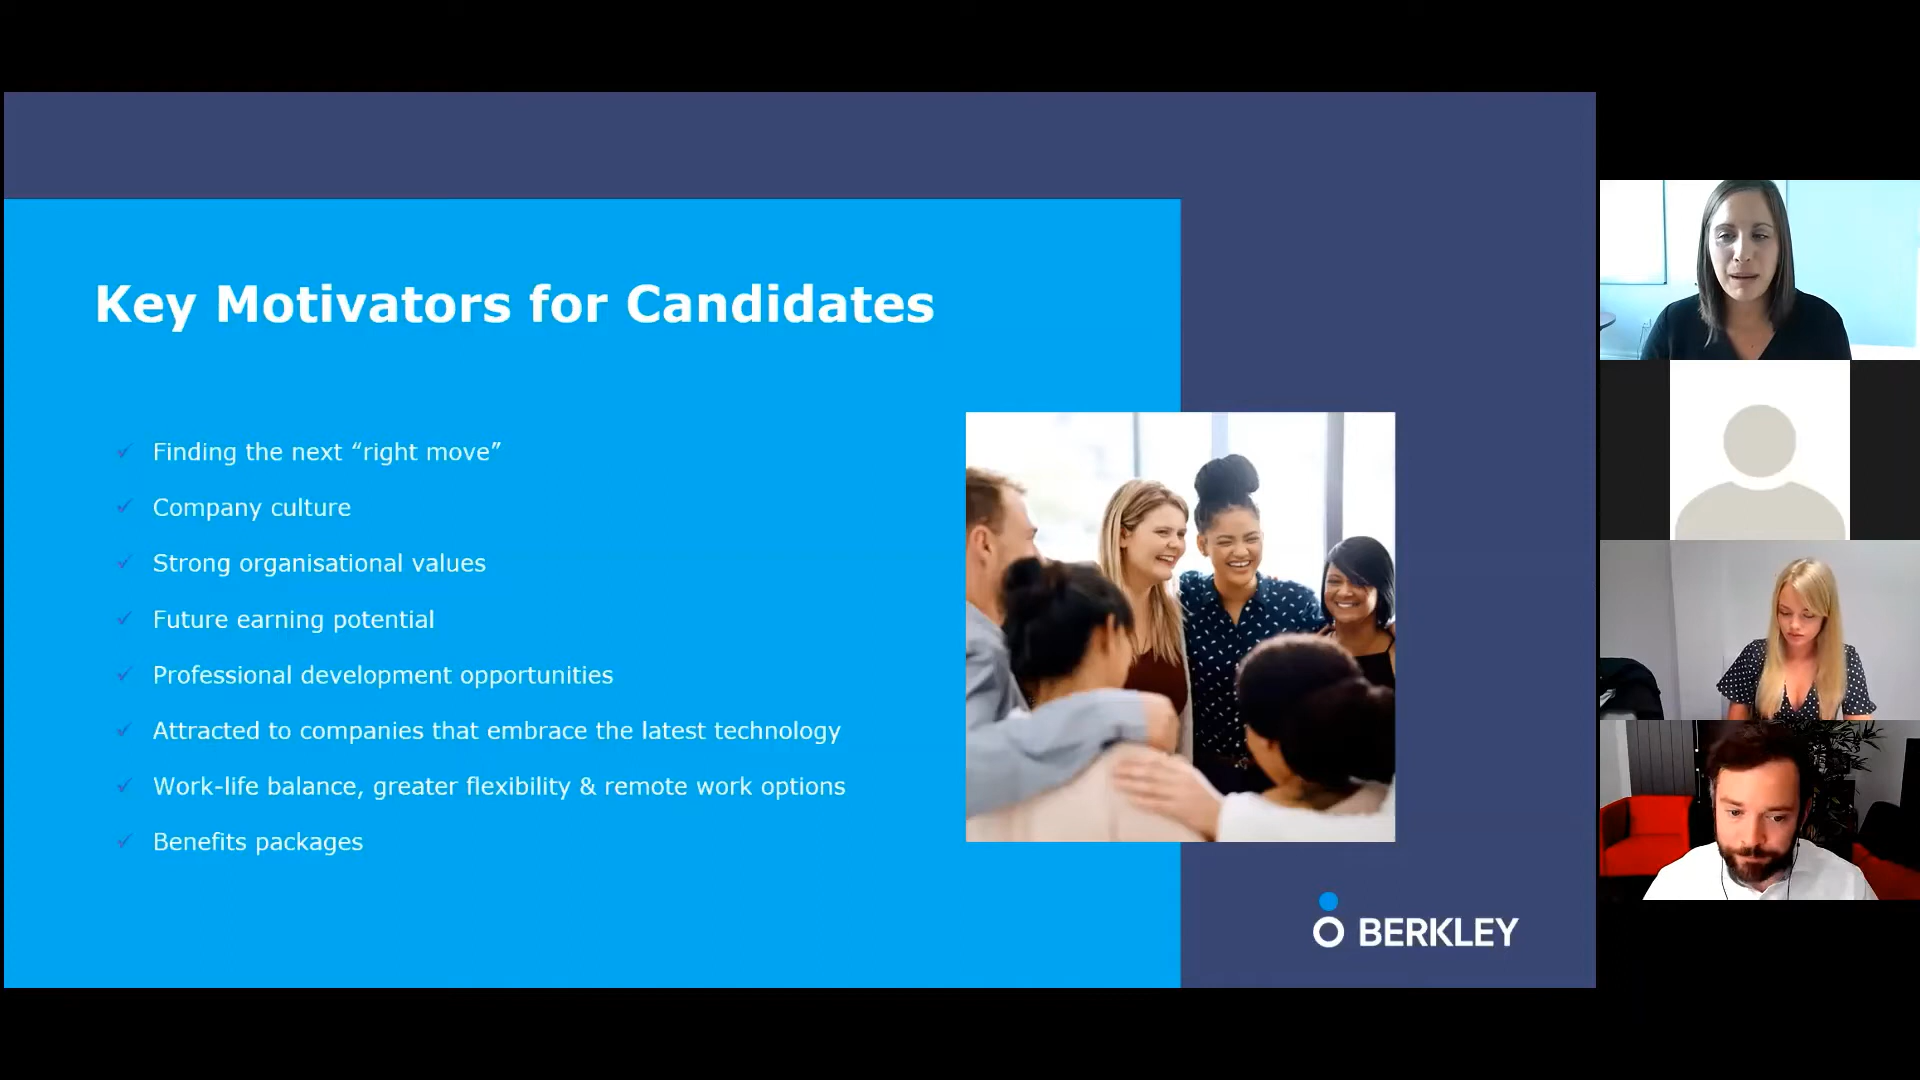 Key Motivators for Candidates
Finding the next “right move”
Company culture
Strong organisational values
Future earning potential
Professional development opportunities
Attracted to companies that embrace the latest technology
Work-life balance, greater flexibility & remote work options
Benefits packages
BERKLEY